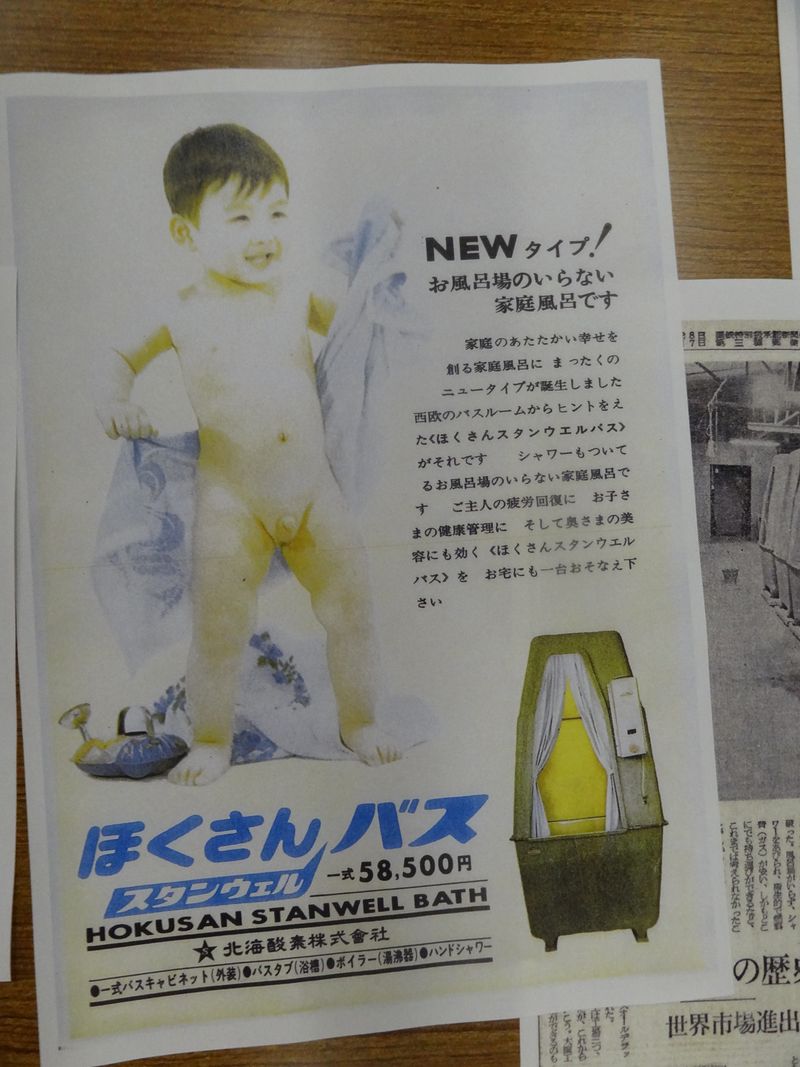 NEWタイプ!
お風呂場のいらない
家庭風呂です
家庭のあたたかい幸せを
創る家庭風呂に まったくの
ニュータイプが誕生しました
西欧のバスルームからヒントをえ
た《ほくさんスタンウエルバス》
がそれです シャワーもついて
るお風呂場のいらない家庭風呂で
す ご主人の疲労回復に お子さ
まの健康管理に そして奥さまの美
容にも効く《ほくさんスタンウエル
バス》を お宅にも一台おそなえ下
さい
ほくさんバス
スタンウェル
一式58,500円
HOKUSAN STANWELL BATH
北海酸素株式會社
●一式バスキャビネット(外装)●バスタブ(浴槽)●ボイラー(湯沸器)●ハンドシャワー
の歴
世界市場進出